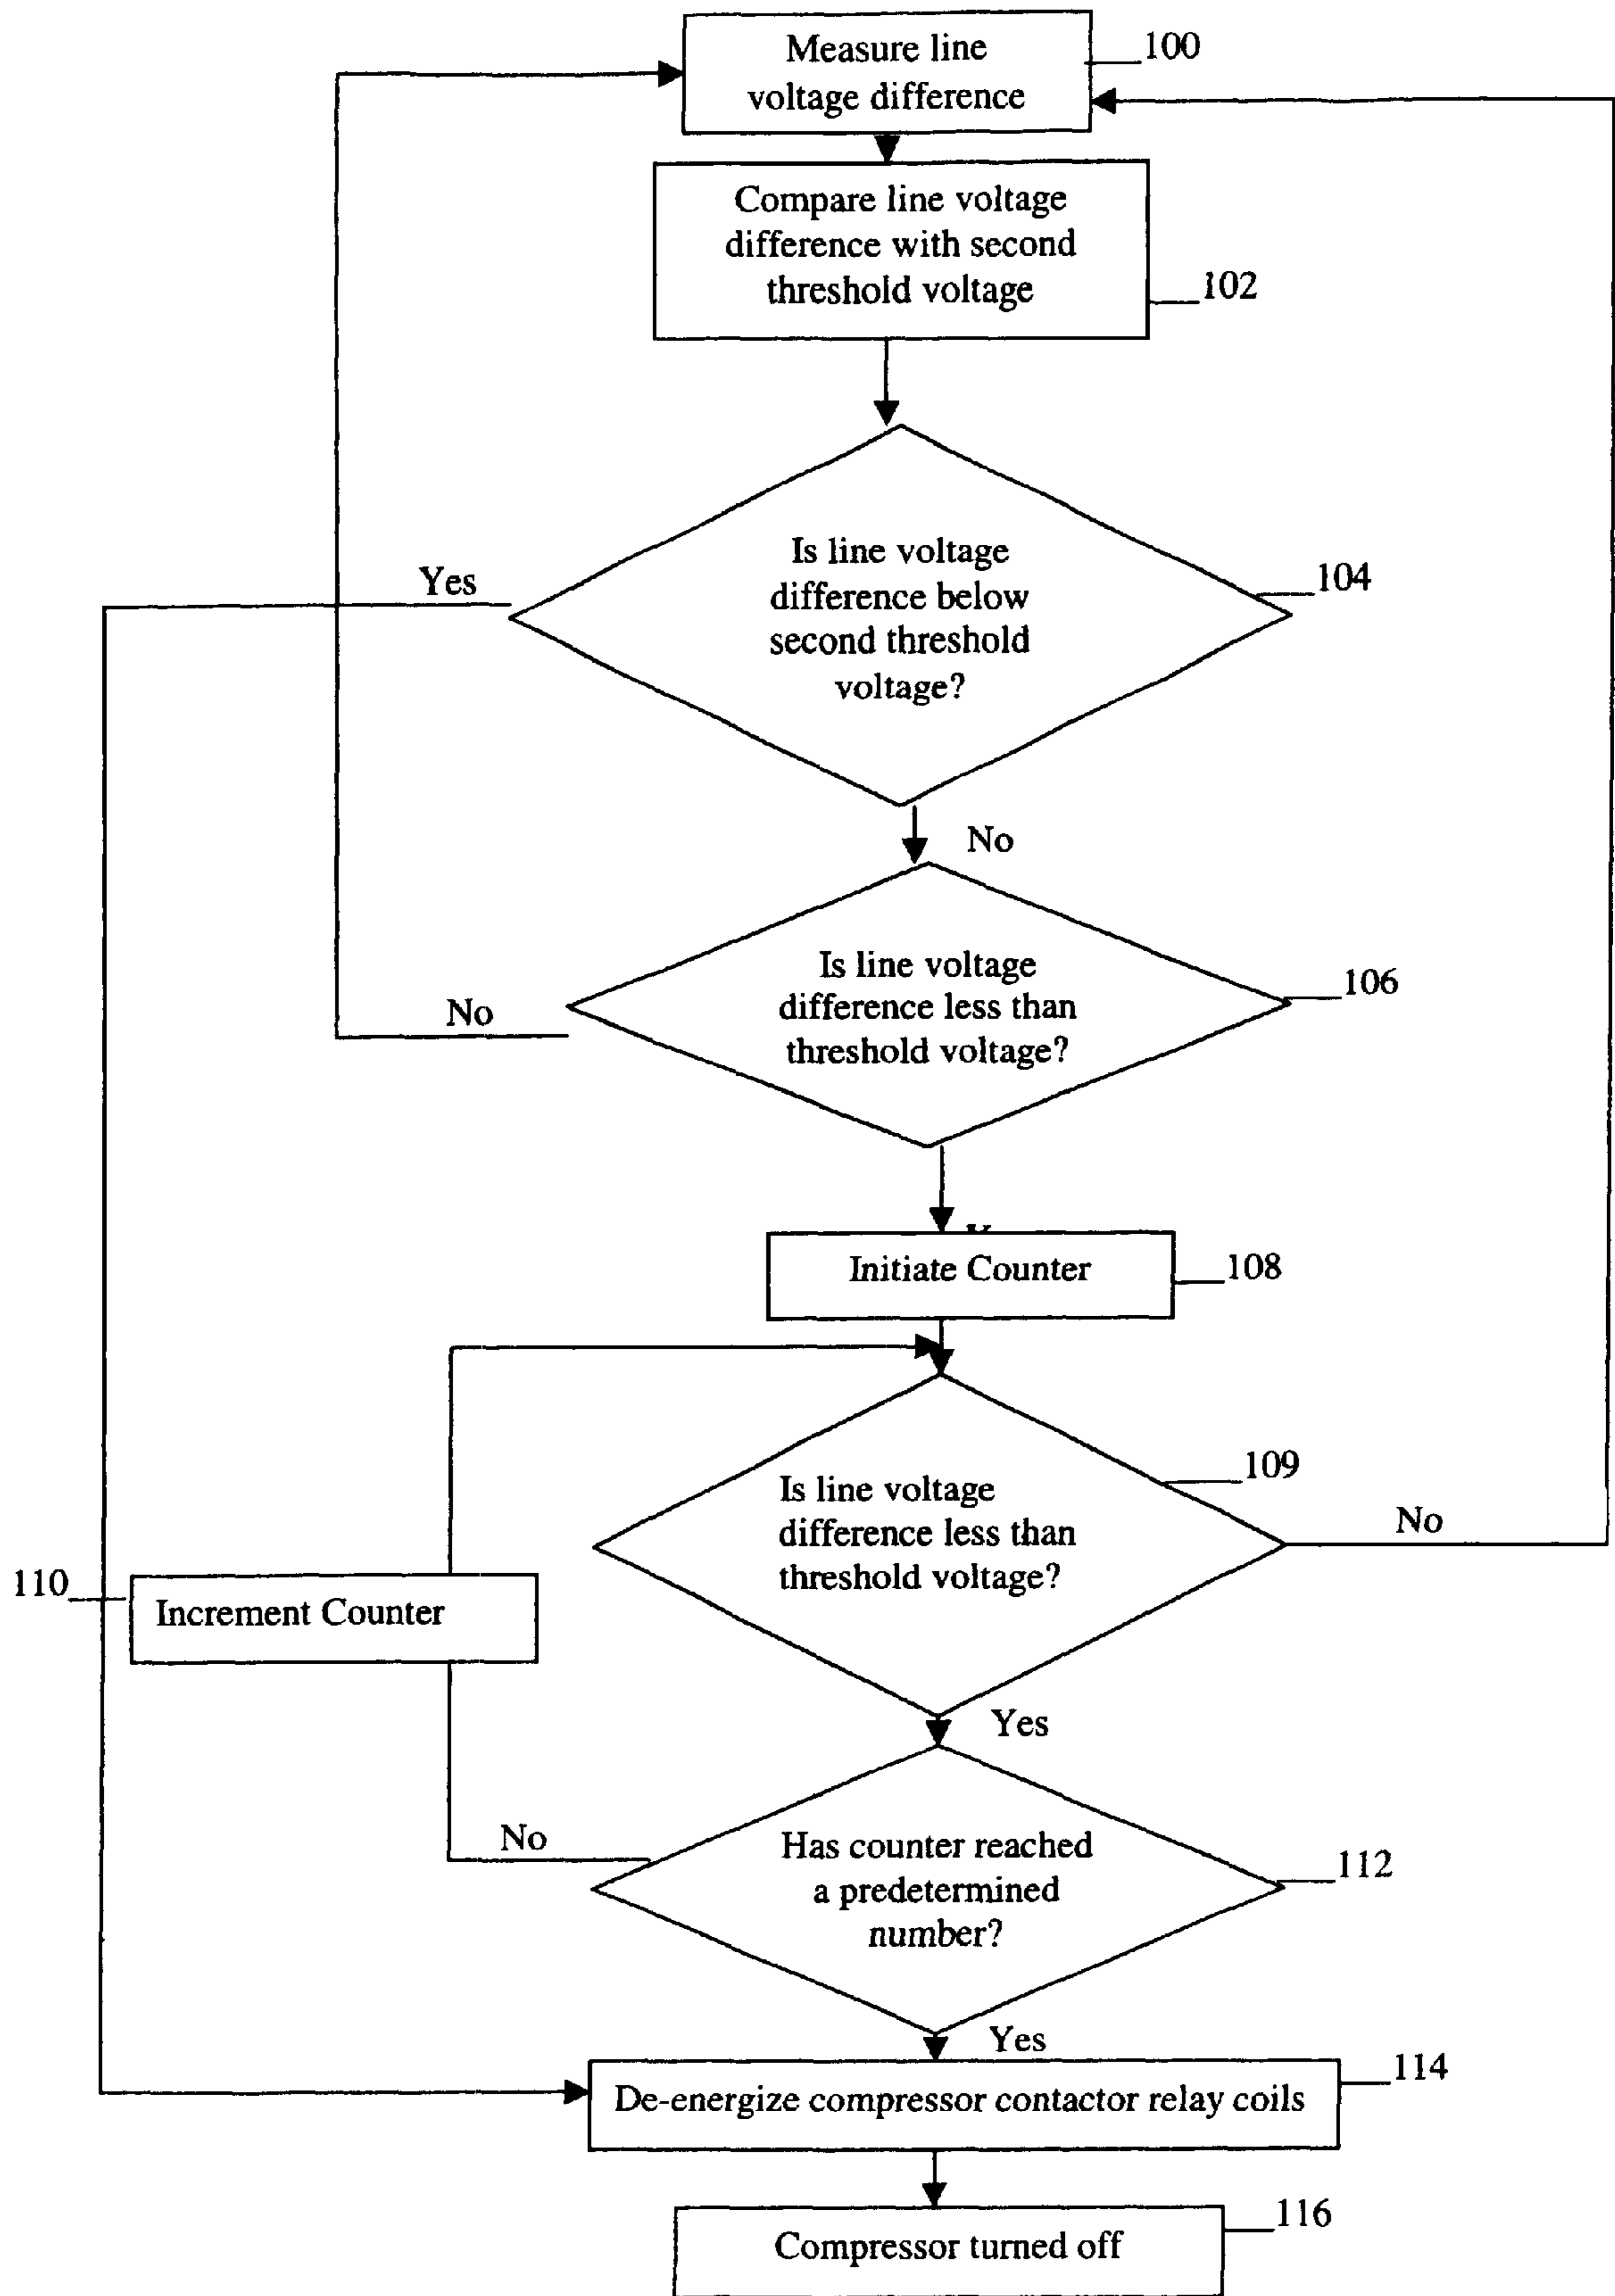 Measure line
voltage difference
100
Compare line voltage
difference with second
threshold voltage
102
Is line voltage
difference below
second threshold
voltage?
104
Yes
No
Is line voltage
difference less than
threshold voltage?
106
No
Initiate Counter
108
Is line voltage
difference less than
threshold voltage?
109
No
110
Increment Counter
Yes
Has counter reached
a predetermined
number?
112
No
Yes
De-energize compressor contactor relay coils
114
Compressor turned off
116